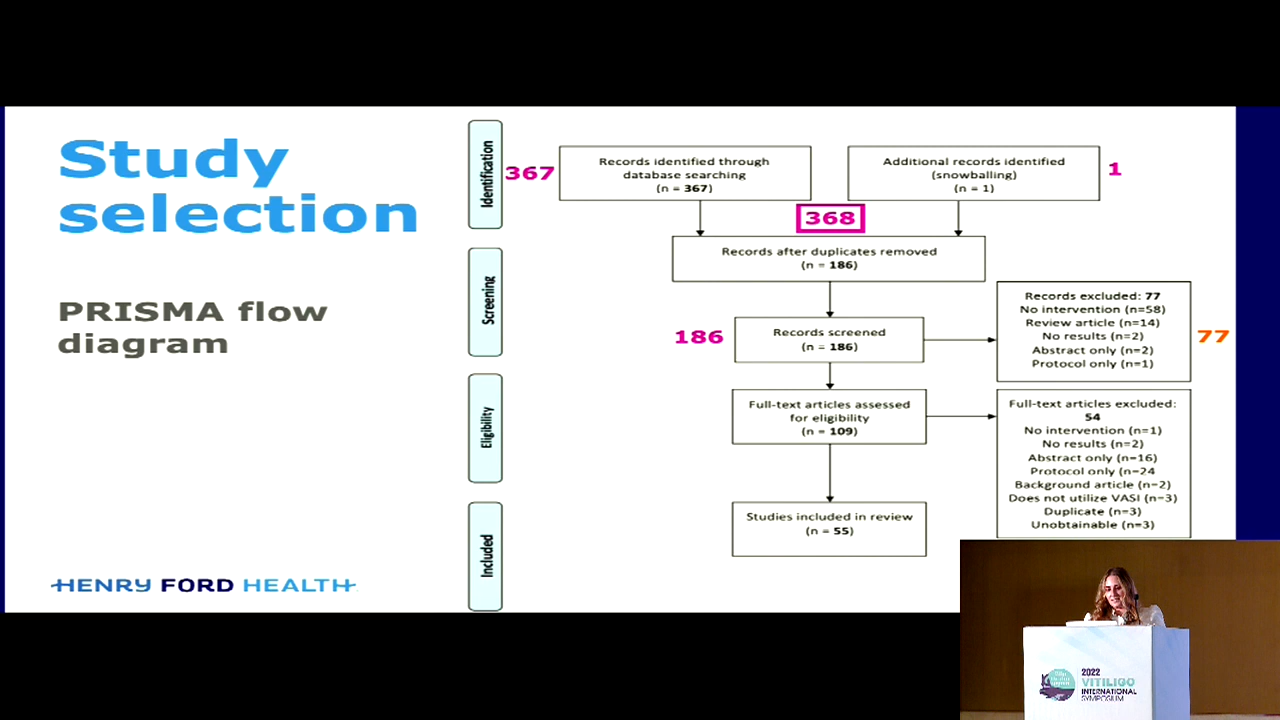 Study
selection
PRISMA flow
diagram
HENRY FORD HEALTH
Identification
Screening
Eligibility
Included
367
Records identified through
database searching
(n = 367)
Additional records identified
(snowballing)
(n = 1)
1
368
Records after duplicates removed
(n = 186)
186
Records screened
(n = 186)
Records excluded: 77
No intervention (n=58)
Review article (n=14)
No results (n=2)
Abstract only (n=2)
Protocol only (n=1)
77
Full-text articles assessed
for eligibility
(n = 109)
Full-text articles excluded:
54
No intervention (n=1)
No results (n=2)
Abstract only (n=16)
Protocol only (n=24
Background article (n=2)
Does not utilize VASI (n=3)
Duplicate (n=3)
Unobtainable (n=3)
Studies included in review
(n = 55)
2022
VITILIGO
INTERNATIONAL
SYMPOSIUM